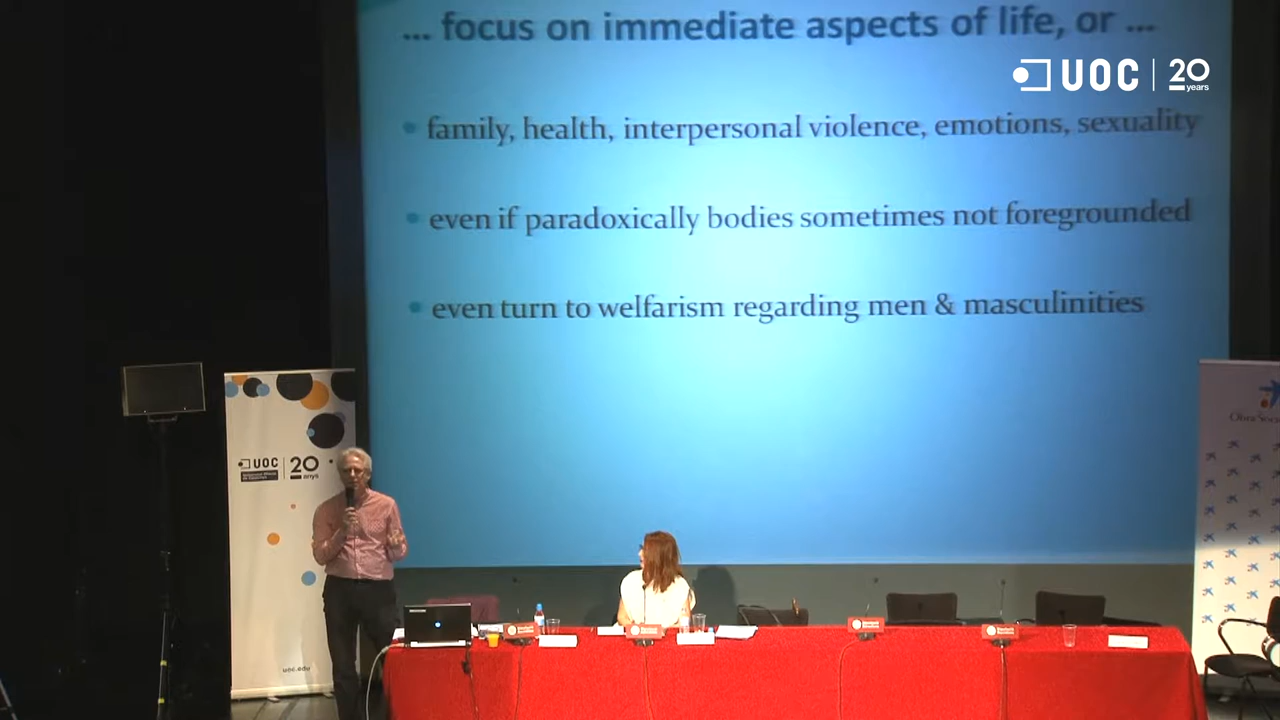 ... focus on immediate aspects of life, or ...
UOC
20
years
family, health, interpersonal violence, emotions, sexuality
even if paradoxically bodies sometimes not foregrounded
even turn to welfarism regarding men & masculinities
UOC
20
anys
uoc.edu